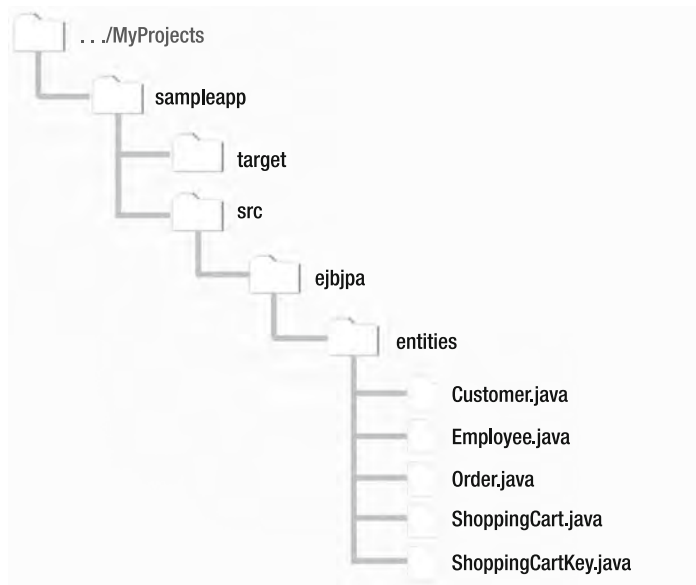 . . ./MyProjects
sampleapp
target
src
ejbjpa
entities
Customer.java
Employee.java
Order.java
ShoppingCart.java
ShoppingCartKey.java